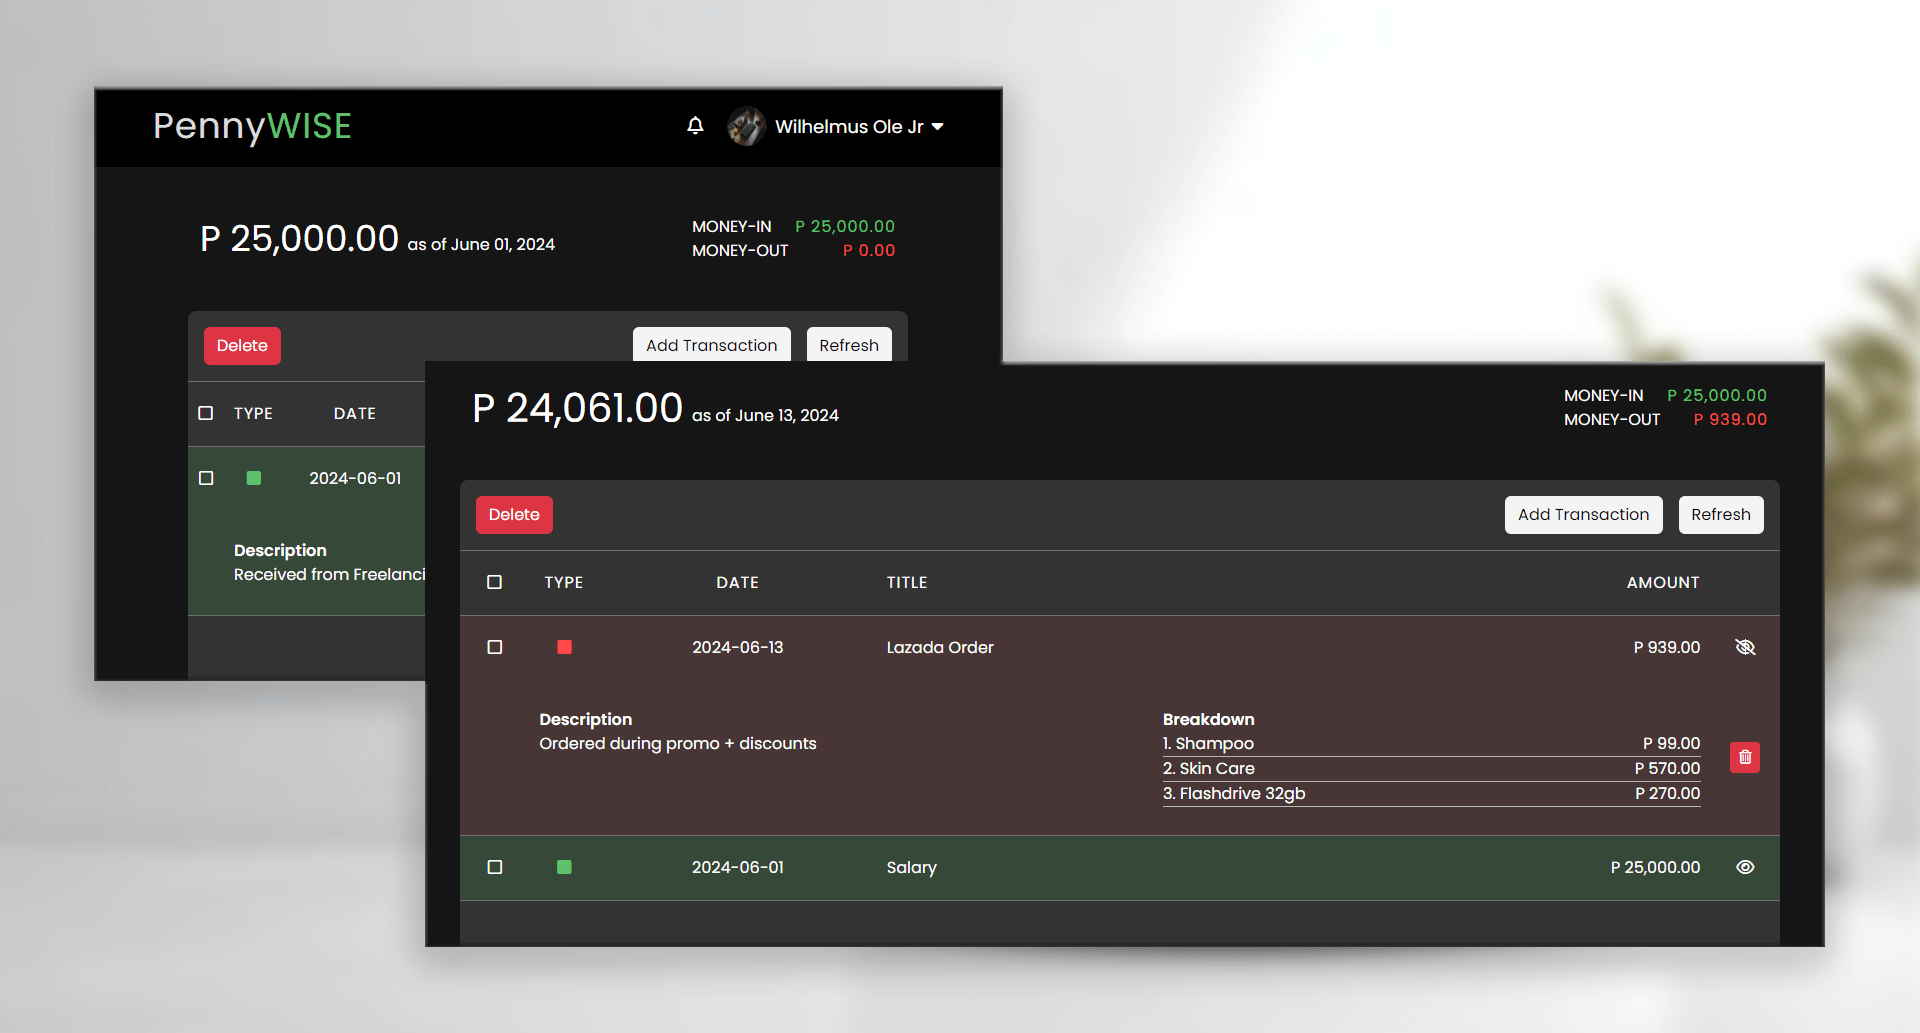 PennyWISE
Wilhelmus Ole Jr
P 25,000.00 as of June 01, 2024
MONEY-IN P 25,000.00
MONEY-OUT P 0.00
Delete
Add Transaction
Refresh
TYPE DATE
2024-06-01
Description
Received from Freelanci
P 24,061.00 as of June 13, 2024
MONEY-IN P 25,000.00
MONEY-OUT P 939.00
Delete
Add Transaction
Refresh
TYPE DATE TITLE AMOUNT
2024-06-13 Lazada Order P 939.00
Description
Ordered during promo + discounts
Breakdown
1. Shampoo P 99.00
2. Skin Care P 570.00
3. Flashdrive 32gb P 270.00
2024-06-01 Salary P 25,000.00